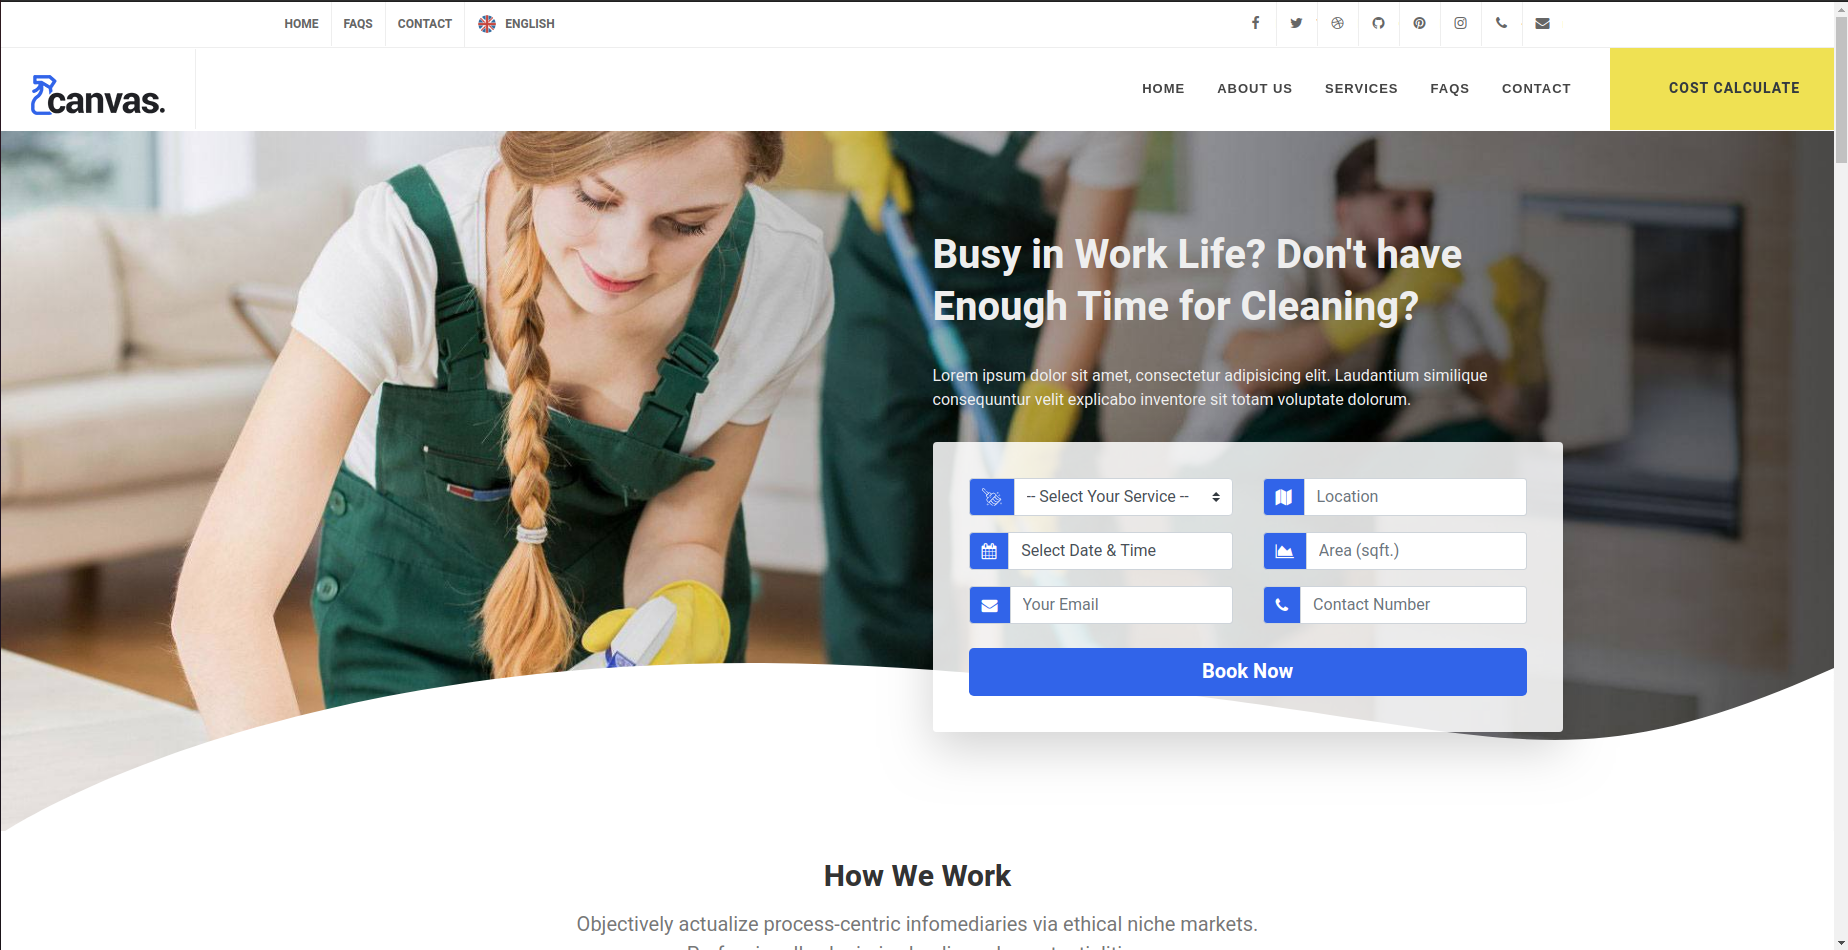 HOME FAQS CONTACT ENGLISH
canvas.
HOME ABOUT US SERVICES FAQS CONTACT COST CALCULATE
Busy in Work Life? Don't have
Enough Time for Cleaning?
Lorem ipsum dolor sit amet, consectetur adipisicing elit. Laudantium similique
consequuntur velit explicabo inventore sit totam voluptate dolorum.
-- Select Your Service -- Location
Select Date & Time Area (sqft.)
Your Email Contact Number
Book Now
How We Work
Objectively actualize process-centric infomediaries via ethical niche markets.